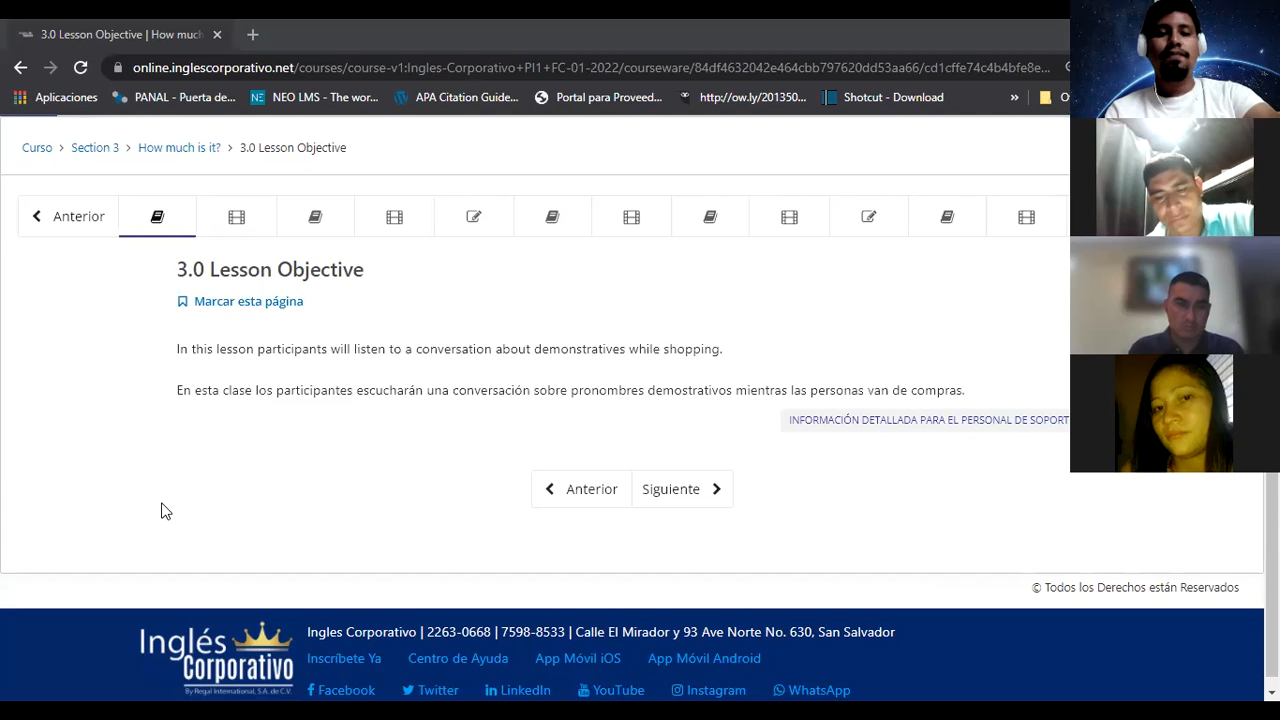 3.0 Lesson Objective | How much
online.inglescorporativo.net/courses/course-v1:Ingles-Corporativo+PI1+FC-01-2022/courseware/84df4632042e464cbb797620dd53aa66/cd1cffe74c4b4bfe8e...
Aplicaciones PANAL - Puerta de... NEO LMS - The wor... APA Citation Guide... Portal para Proveed... http://ow.ly/201350... Shotcut - Download » O
Curso > Section 3 > How much is it? > 3.0 Lesson Objective
Anterior
3.0 Lesson Objective
Marcar esta página
In this lesson participants will listen to a conversation about demonstratives while shopping.
En esta clase los participantes escucharán una conversación sobre pronombres demostrativos mientras las personas van de compras.
INFORMACIÓN DETALLADA PARA EL PERSONAL DE SOPORT
Anterior Siguiente
© Todos los Derechos están Reservados
Inglés Corporativo
By Regal International, S.A. de C.V.
Ingles Corporativo | 2263-0668 | 7598-8533 | Calle El Mirador y 93 Ave Norte No. 630, San Salvador
Inscríbete Ya Centro de Ayuda App Móvil iOS App Móvil Android
Facebook Twitter LinkedIn YouTube Instagram WhatsApp